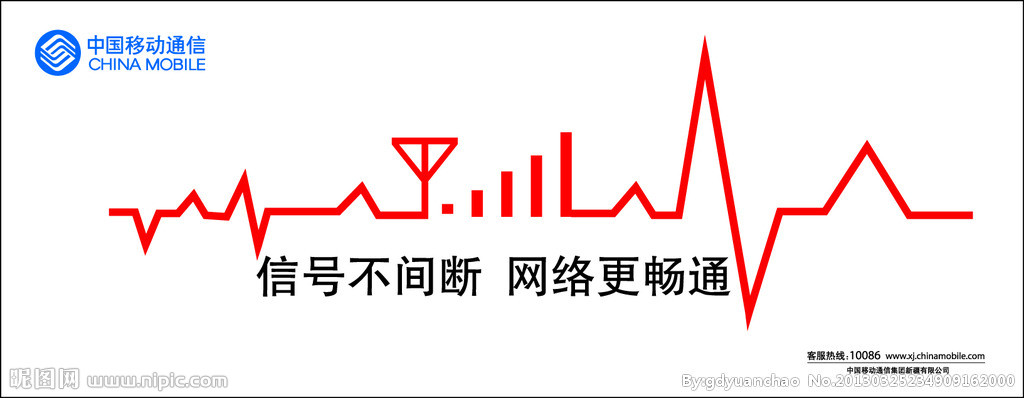 中国移动通信
CHINA MOBILE
信号不间断 网络更畅通
客服热线:10086 www.xj.chinamobile.com
中国移动通信集团新疆有限公司
昵图网 www.nipic.com
By:gdyuanchao No.20130325234909162000